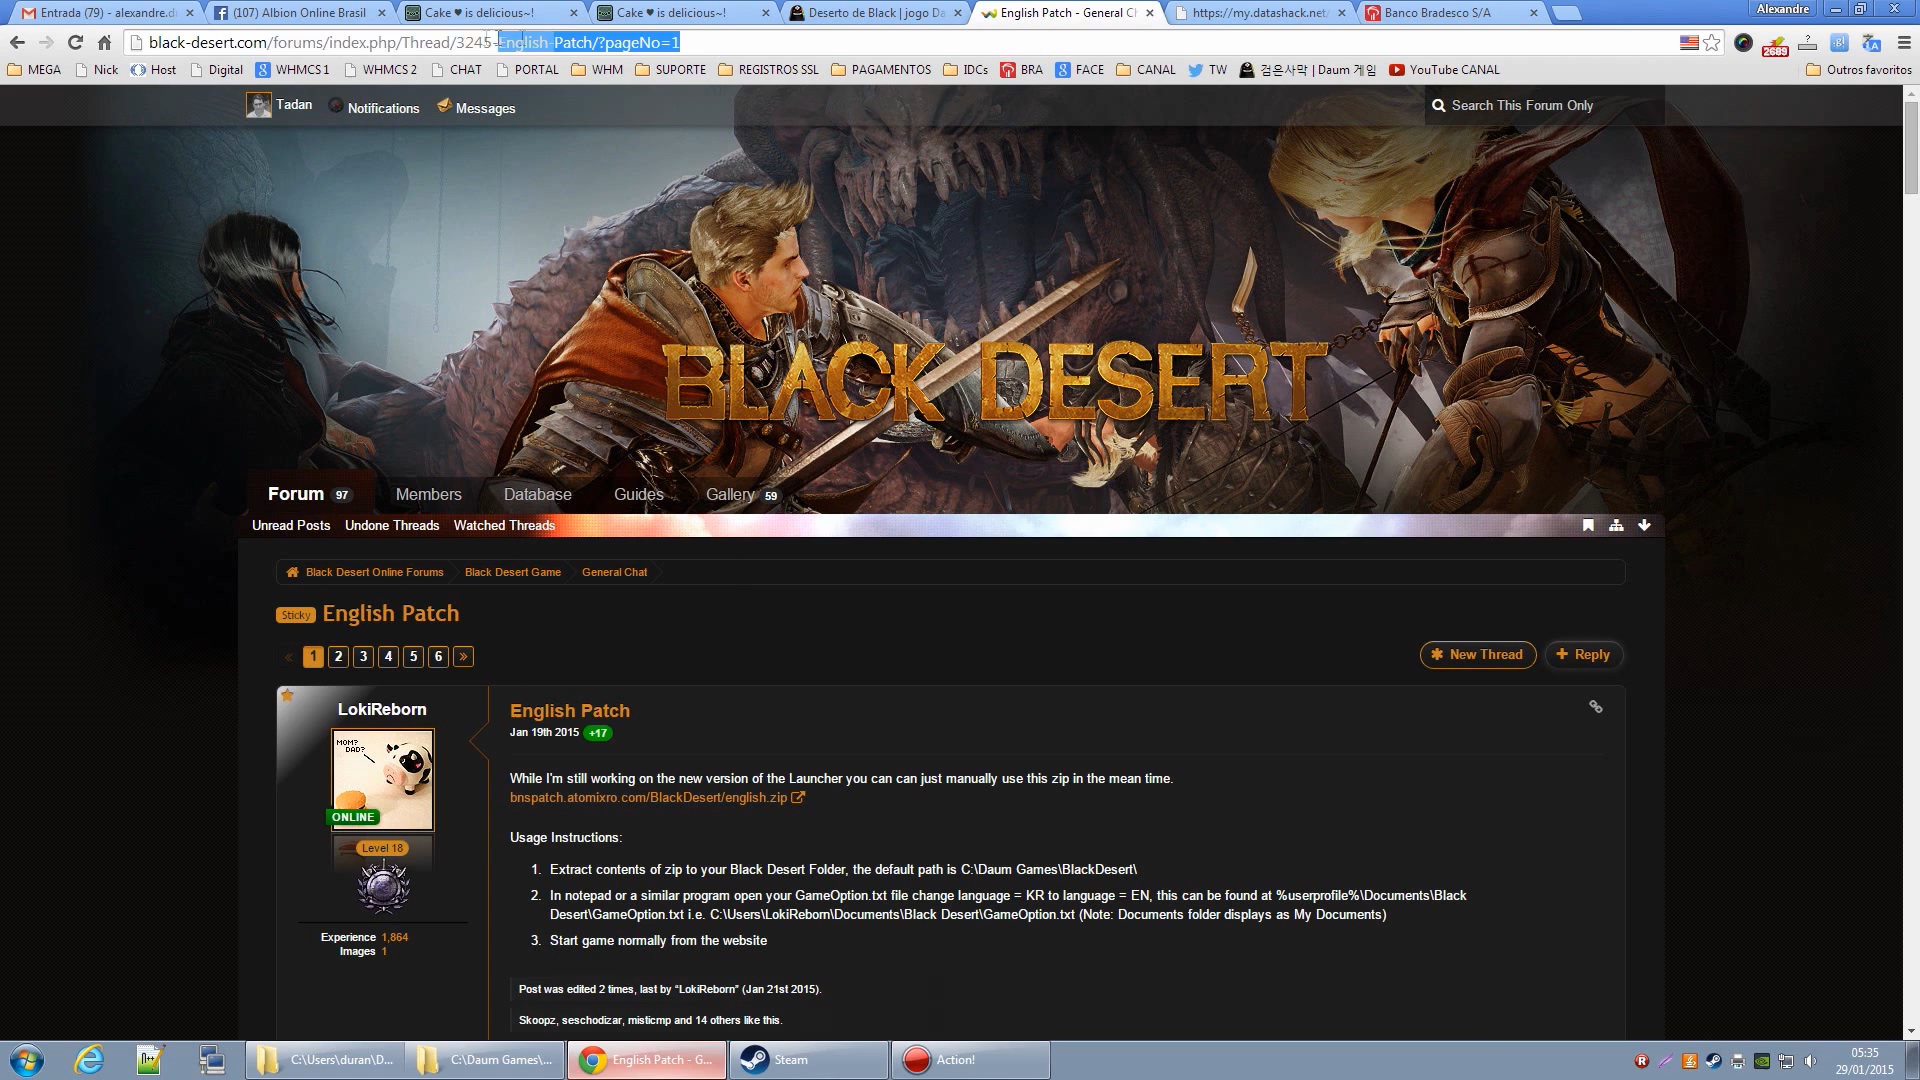 Entrada (79) - alexandre.d
(107) Albion Online Brasil
Cake ♥ is delicious~!
Cake ♥ is delicious~!
Deserto de Black | jogo Da
English Patch - General Ch
https://my.datashack.net/
Banco Bradesco S/A
Alexandre
black-desert.com/forums/index.php/Thread/3245-English-Patch/?pageNo=1
2689
MEGA
Nick
Host
Digital
WHMCS 1
WHMCS 2
CHAT
PORTAL
WHM
SUPORTE
REGISTROS SSL
PAGAMENTOS
IDCs
BRA
FACE
CANAL
TW
검은사막 | Daum 게임
YouTube CANAL
Outros favoritos
Tadan
Notifications
Messages
Search This Forum Only
BLACK DESERT
Forum 97
Members
Database
Guides
Gallery 59
Unread Posts
Undone Threads
Watched Threads
Black Desert Online Forums
Black Desert Game
General Chat
Sticky English Patch
« 1 2 3 4 5 6 »
New Thread
Reply
LokiReborn
MOM?
DAD?
ONLINE
Level 18
Experience 1,864
Images 1
English Patch
Jan 19th 2015 +17
While I'm still working on the new version of the Launcher you can can just manually use this zip in the mean time.
bnspatch.atomixro.com/BlackDesert/english.zip
Usage Instructions:
1. Extract contents of zip to your Black Desert Folder, the default path is C:\Daum Games\BlackDesert\
2. In notepad or a similar program open your GameOption.txt file change language = KR to language = EN, this can be found at %userprofile%\Documents\Black
Desert\GameOption.txt i.e. C:\Users\LokiReborn\Documents\Black Desert\GameOption.txt (Note: Documents folder displays as My Documents)
3. Start game normally from the website
Post was edited 2 times, last by “LokiReborn” (Jan 21st 2015).
Skoopz, seschodizar, misticmp and 14 others like this.
C:\Users\duran\D...
C:\Daum Games\...
English Patch - G...
Steam
Action!
05:35
29/01/2015